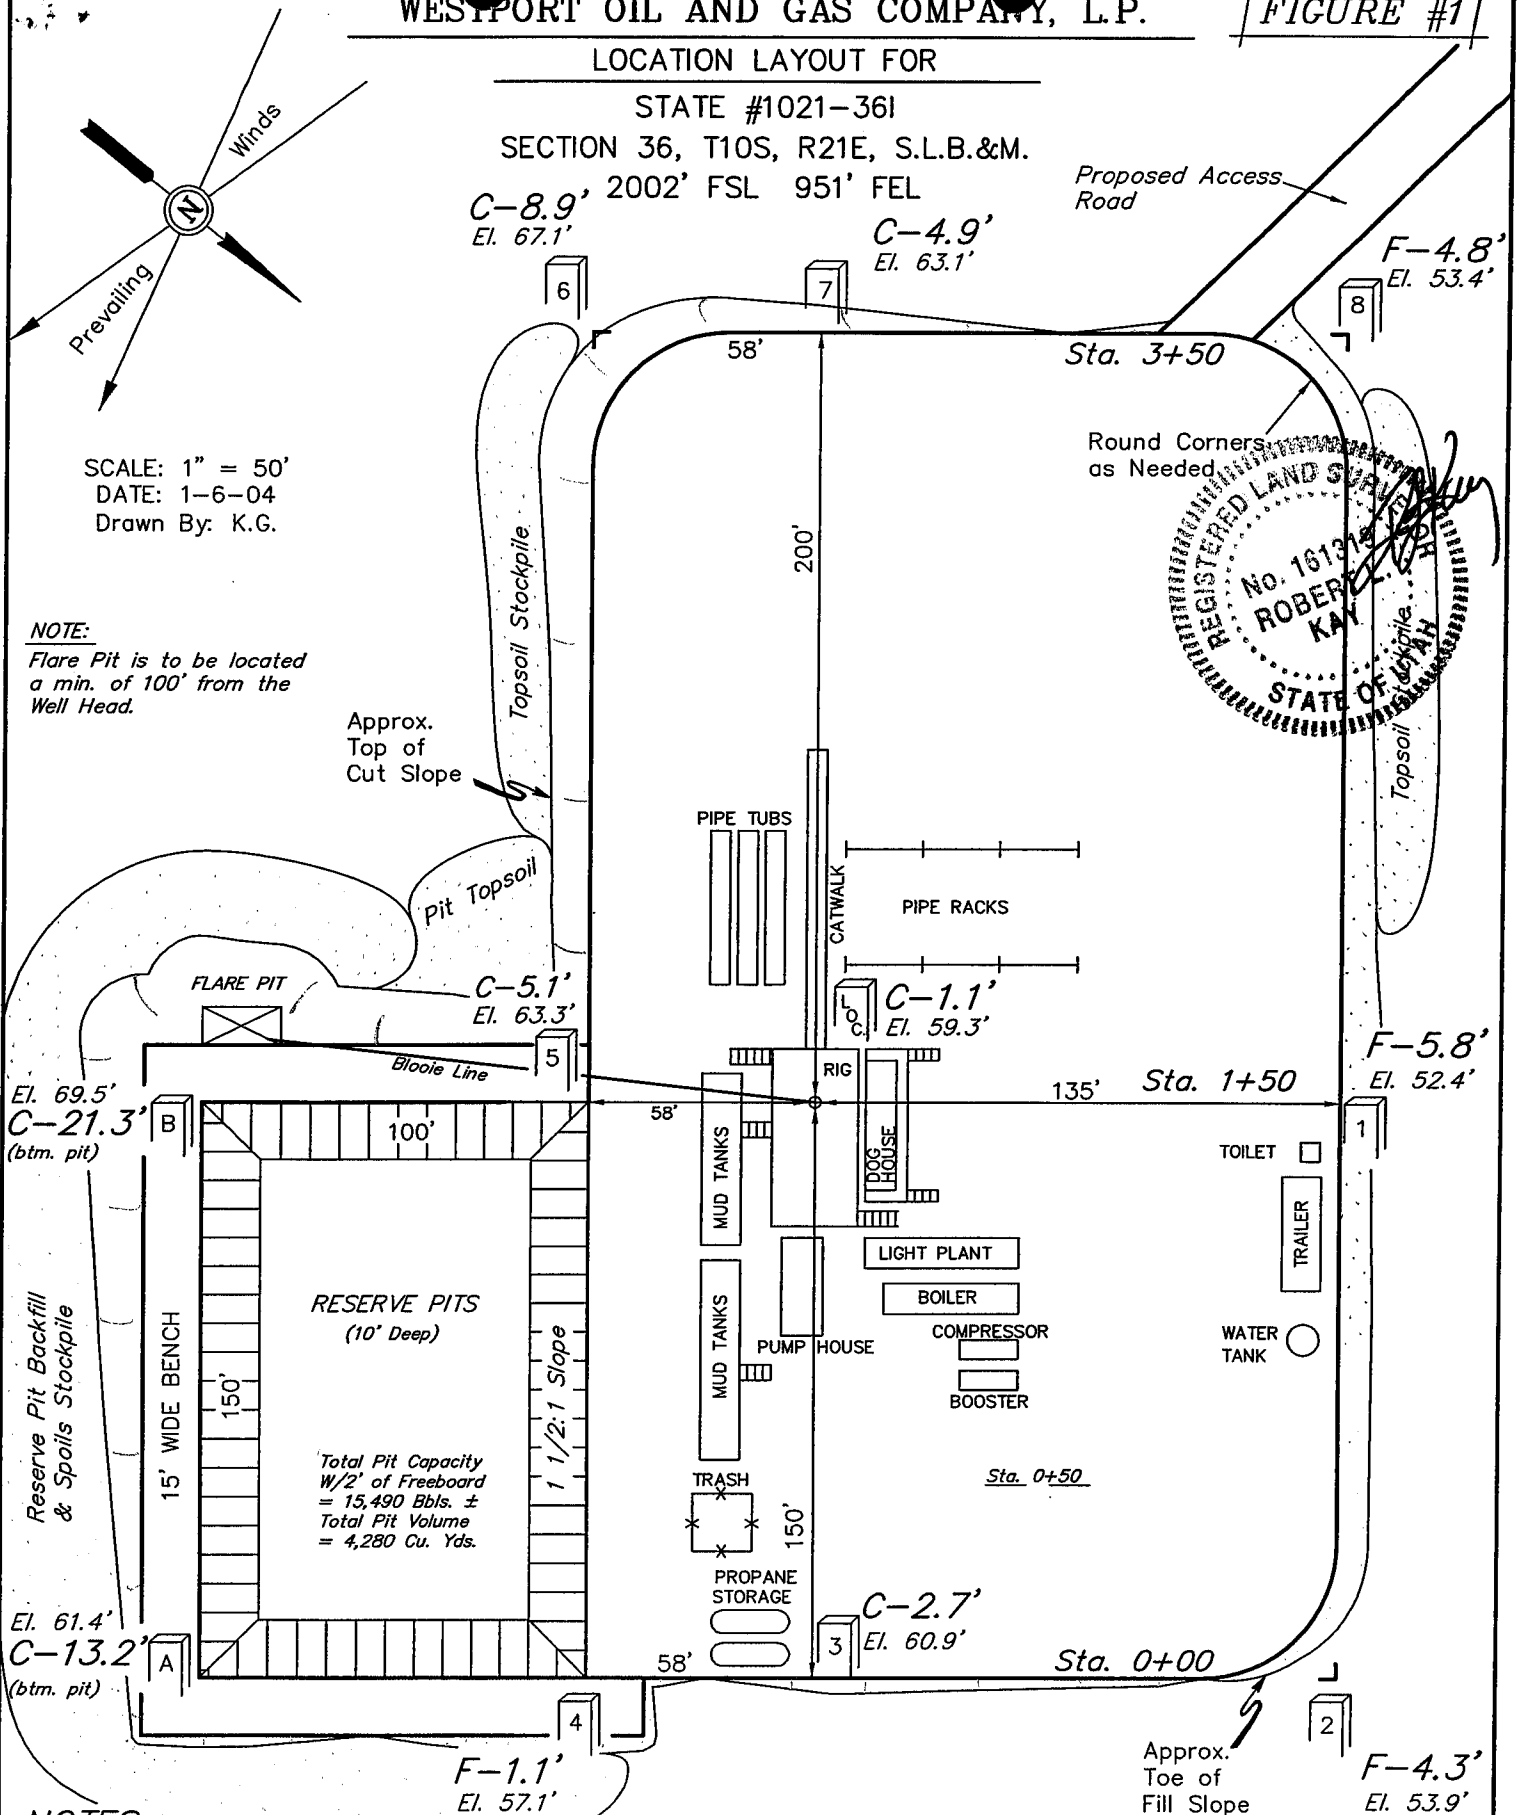 WESTPORT OIL AND GAS COMPANY, L.P.
FIGURE #1
LOCATION LAYOUT FOR
STATE #1021-36I
SECTION 36, T10S, R21E, S.L.B.&M.
2002' FSL 951' FEL
Winds
N
Prevailing
SCALE: 1" = 50'
DATE: 1-6-04
Drawn By: K.G.
Proposed Access
Road
C-8.9'
El. 67.1'
6
C-4.9'
El. 63.1'
7
F-4.8'
El. 53.4'
8
58'
Sta. 3+50
Round Corners
as Needed
REGISTERED LAND
No. 16131
ROBERT L.
KAY
STATE OF UTAH
200'
Topsoil Stockpile
Topsoil Stockpile
NOTE:
Flare Pit is to be located
a min. of 100' from the
Well Head.
Approx.
Top of
Cut Slope
PIPE TUBS
CATWALK
PIPE RACKS
Pit Topsoil
FLARE PIT
C-5.1'
El. 63.3'
5
Blooie Line
LOC.
C-1.1'
El. 59.3'
RIG
F-5.8'
El. 52.4'
1
El. 69.5'
C-21.3'
(btm. pit)
B
100'
58'
135'
Sta. 1+50
MUD TANKS
DOG
HOUSE
TOILET
TRAILER
LIGHT PLANT
BOILER
COMPRESSOR
BOOSTER
WATER
TANK
PUMP HOUSE
MUD TANKS
RESERVE PITS
(10' Deep)
1 1/2:1 Slope
150'
15' WIDE BENCH
Reserve Pit Backfill
& Spoils Stockpile
Total Pit Capacity
W/2' of Freeboard
= 15,490 Bbls. ±
Total Pit Volume
= 4,280 Cu. Yds.
TRASH
Sta. 0+50
150'
PROPANE
STORAGE
El. 61.4'
C-13.2'
(btm. pit)
A
58'
C-2.7'
El. 60.9'
3
Sta. 0+00
4
F-1.1'
El. 57.1'
Approx.
Toe of
Fill Slope
2
F-4.3'
El. 53.9'
NOTES